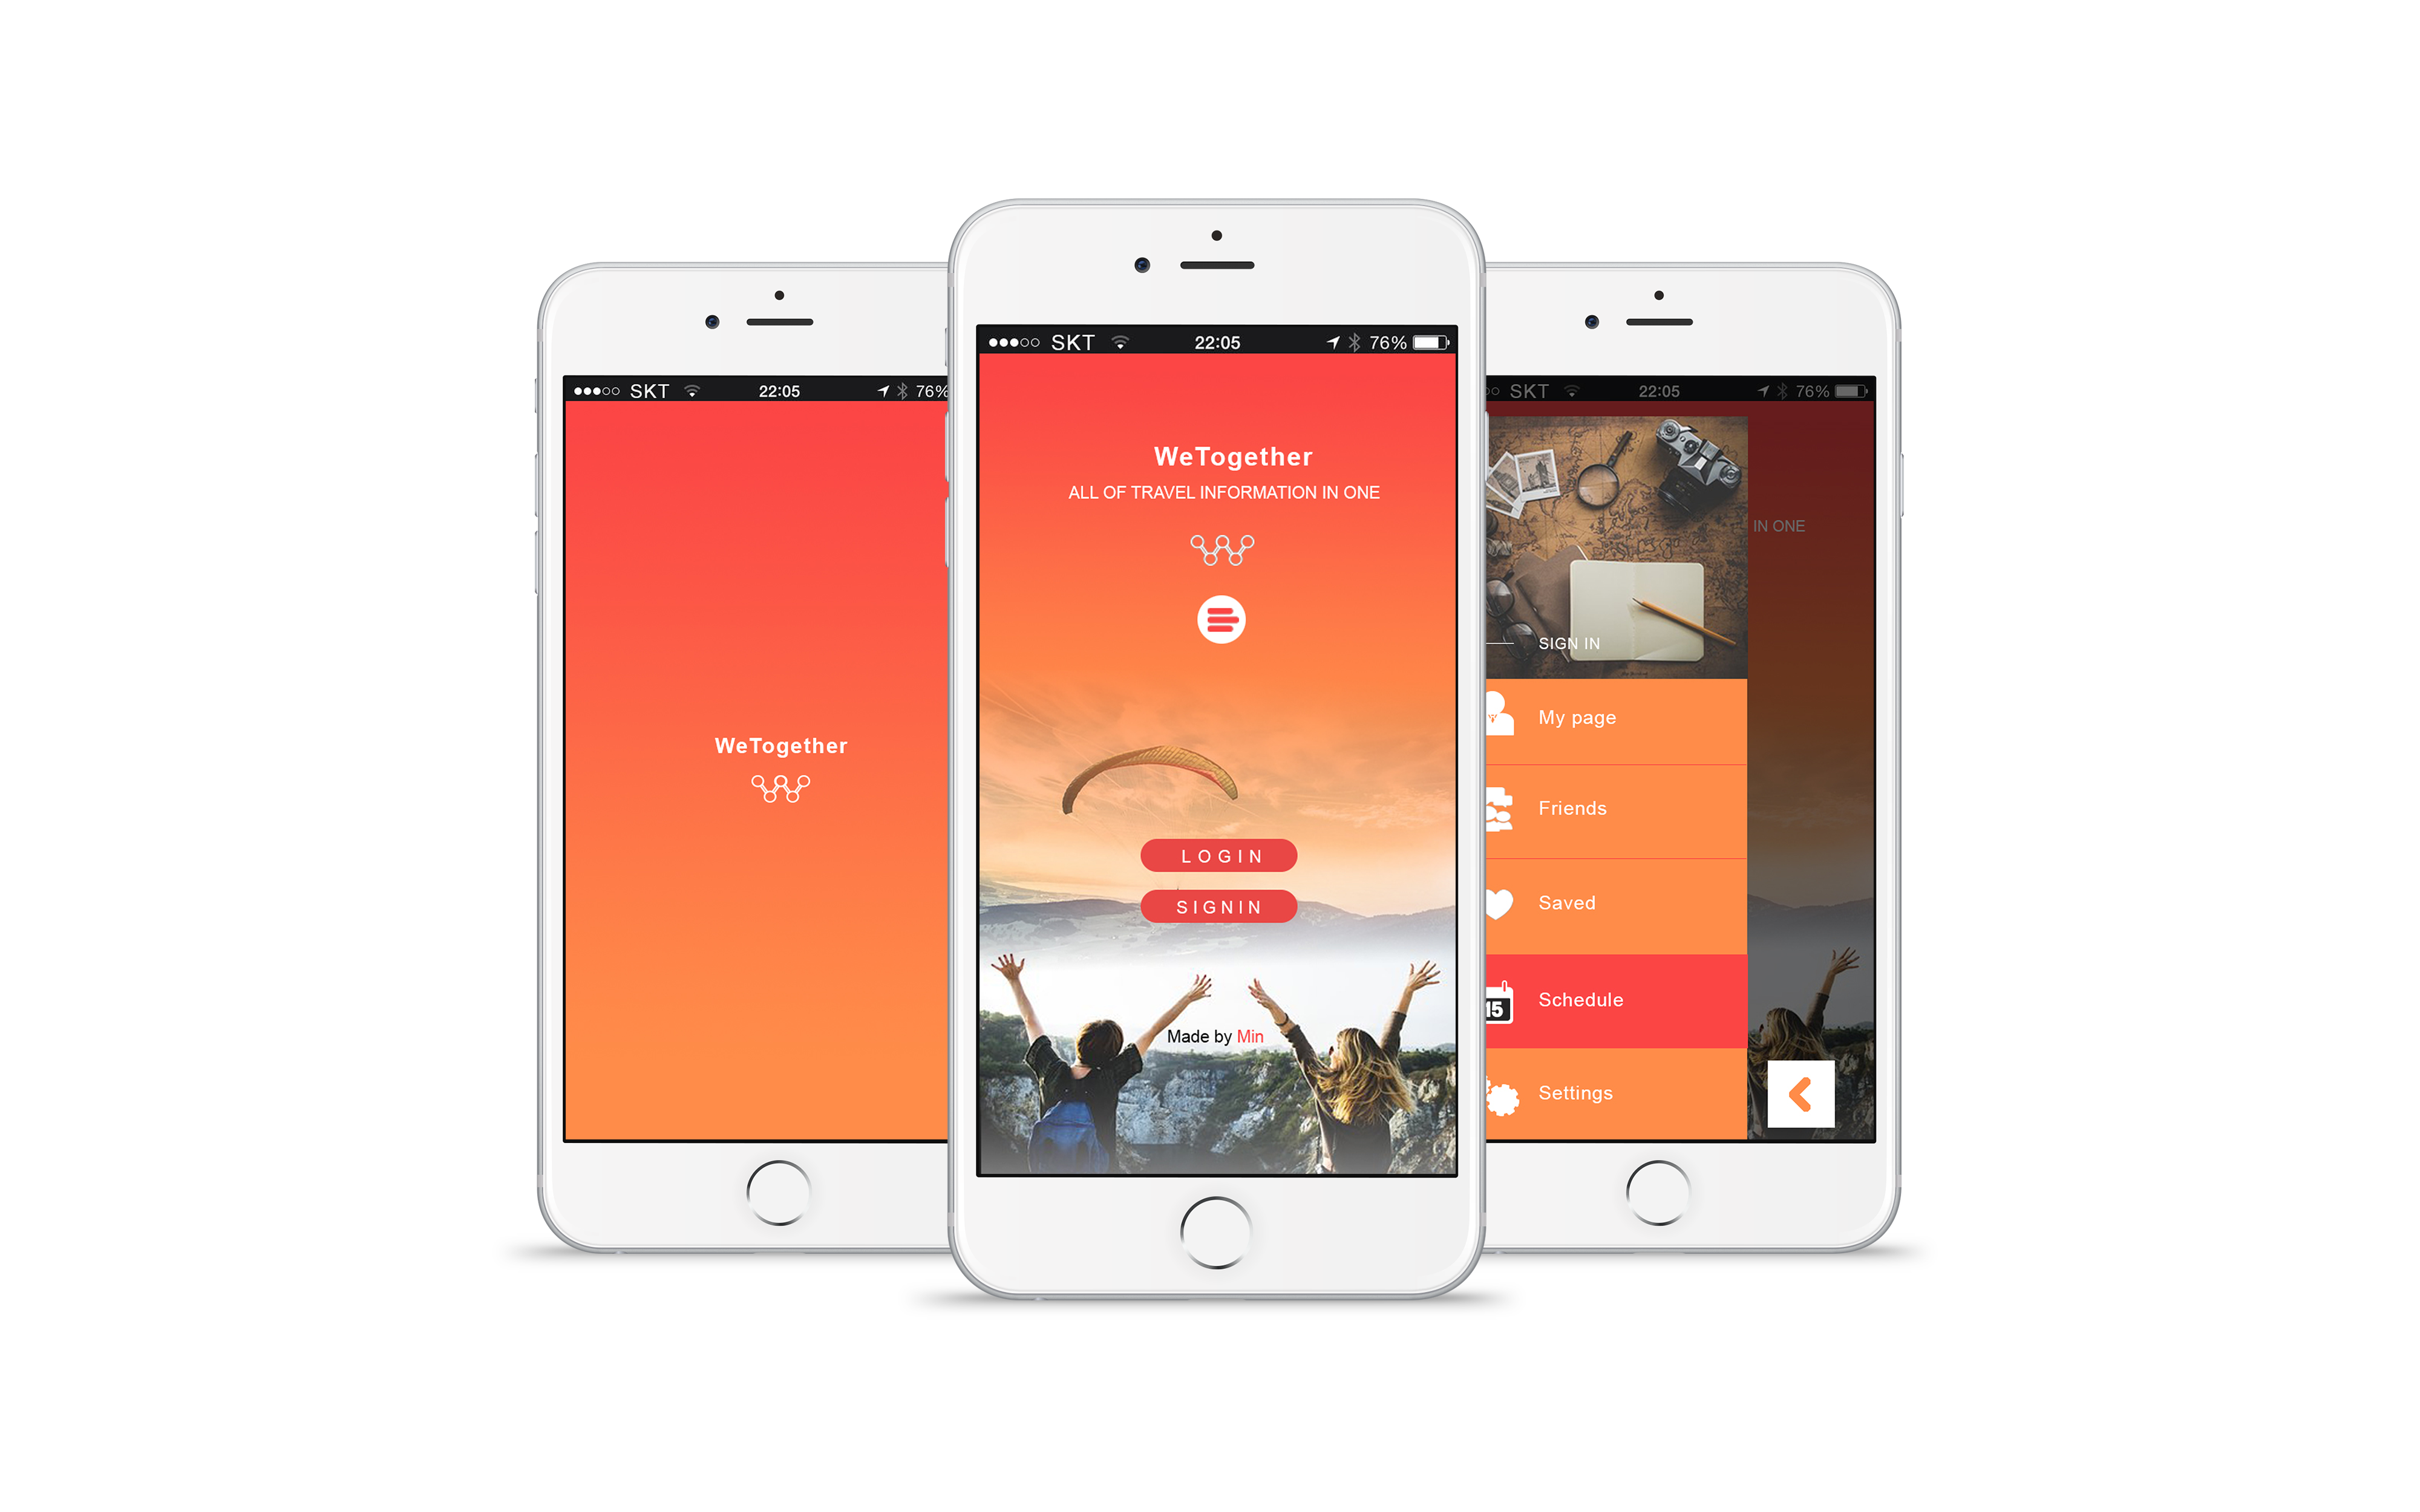 SKT 22:05 76%
WeTogether
SKT 22:05 76%
WeTogether
ALL OF TRAVEL INFORMATION IN ONE
LOGIN
SIGNIN
Made by Min
SKT 22:05 76%
IN ONE
SIGN IN
My page
Friends
Saved
15
Schedule
Settings